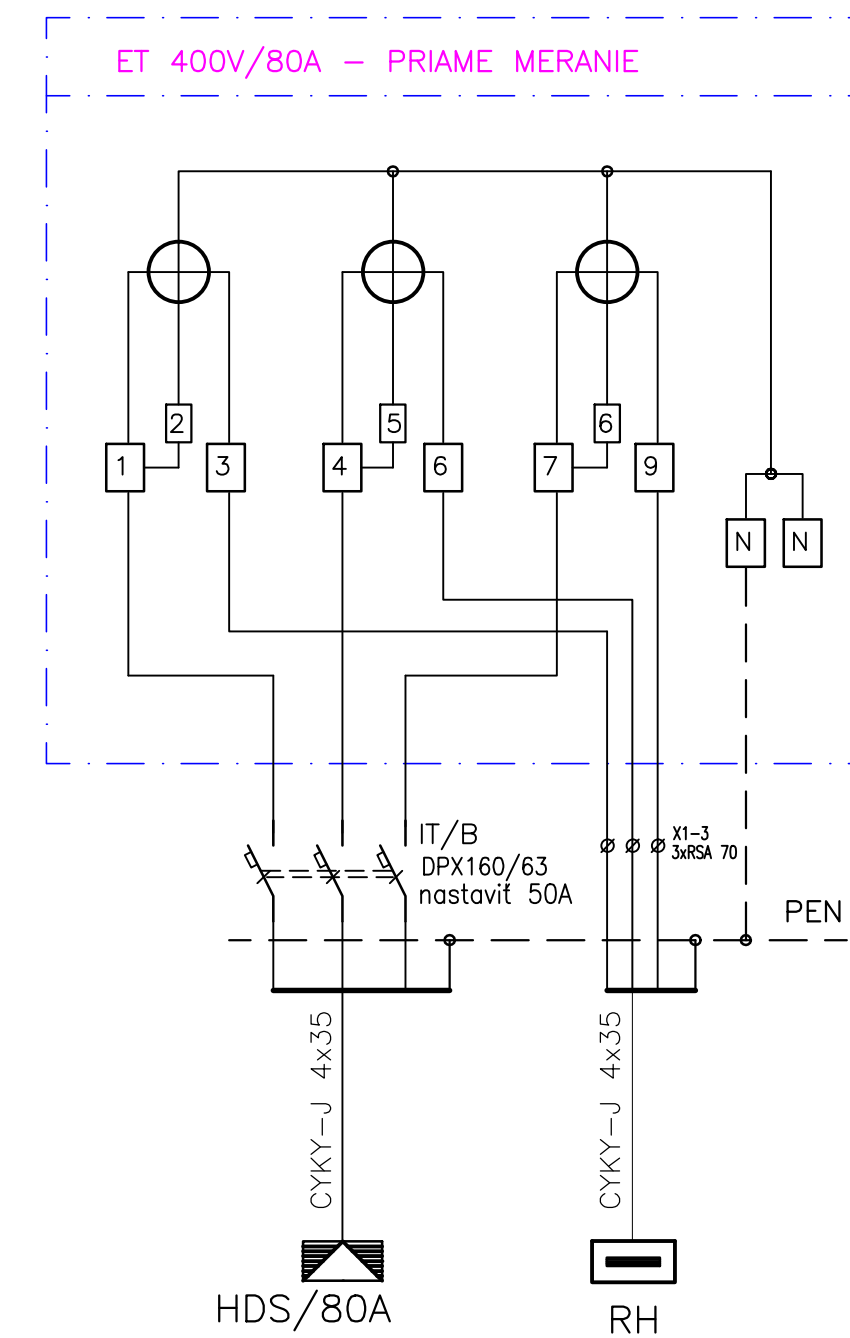 ET 400V/80A – PRIAME MERANIE
2
5
6
1
3
4
6
7
9
N
N
IT/B
DPX160/63
nastaviť 50A
X1-3
3xRSA 70
PEN
CYKY-J 4x35
CYKY-J 4x35
HDS/80A
RH